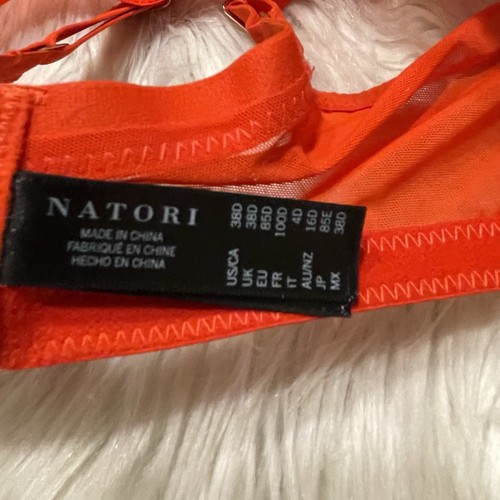 NATORI
MADE IN CHINA
FABRIQUÉ EN CHINE
HECHO EN CHINA
US/CA 38D
UK 38D
EU 85D
FR 100D
IT 4D
AU/NZ 16D
JP 85E
MX 38D